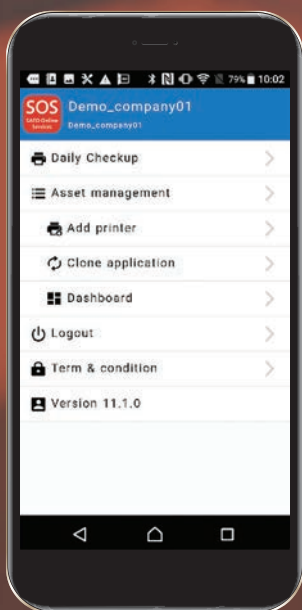 79% 10:02
SOS
SATO Online
Services
Demo_company01
Demo_company01
Daily Checkup
Asset management
Add printer
Clone application
Dashboard
Logout
Term & condition
Version 11.1.0